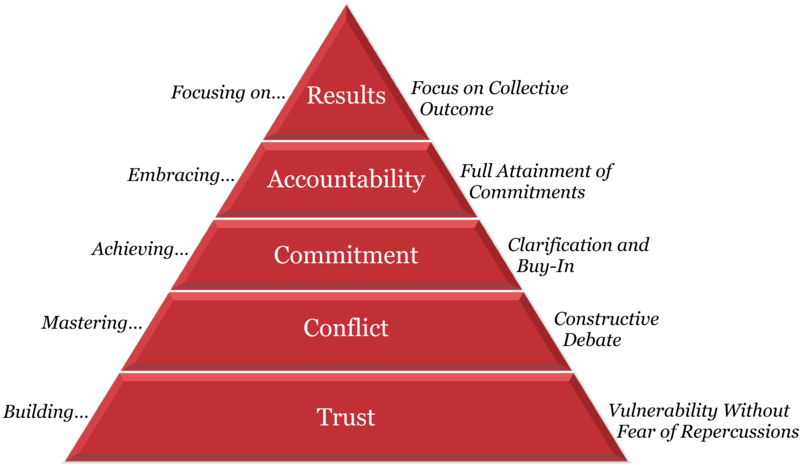 Focusing on...
Results
Focus on Collective
Outcome
Embracing...
Accountability
Full Attainment of
Commitments
Achieving...
Commitment
Clarification and
Buy-In
Mastering...
Conflict
Constructive
Debate
Building...
Trust
Vulnerability Without
Fear of Repercussions